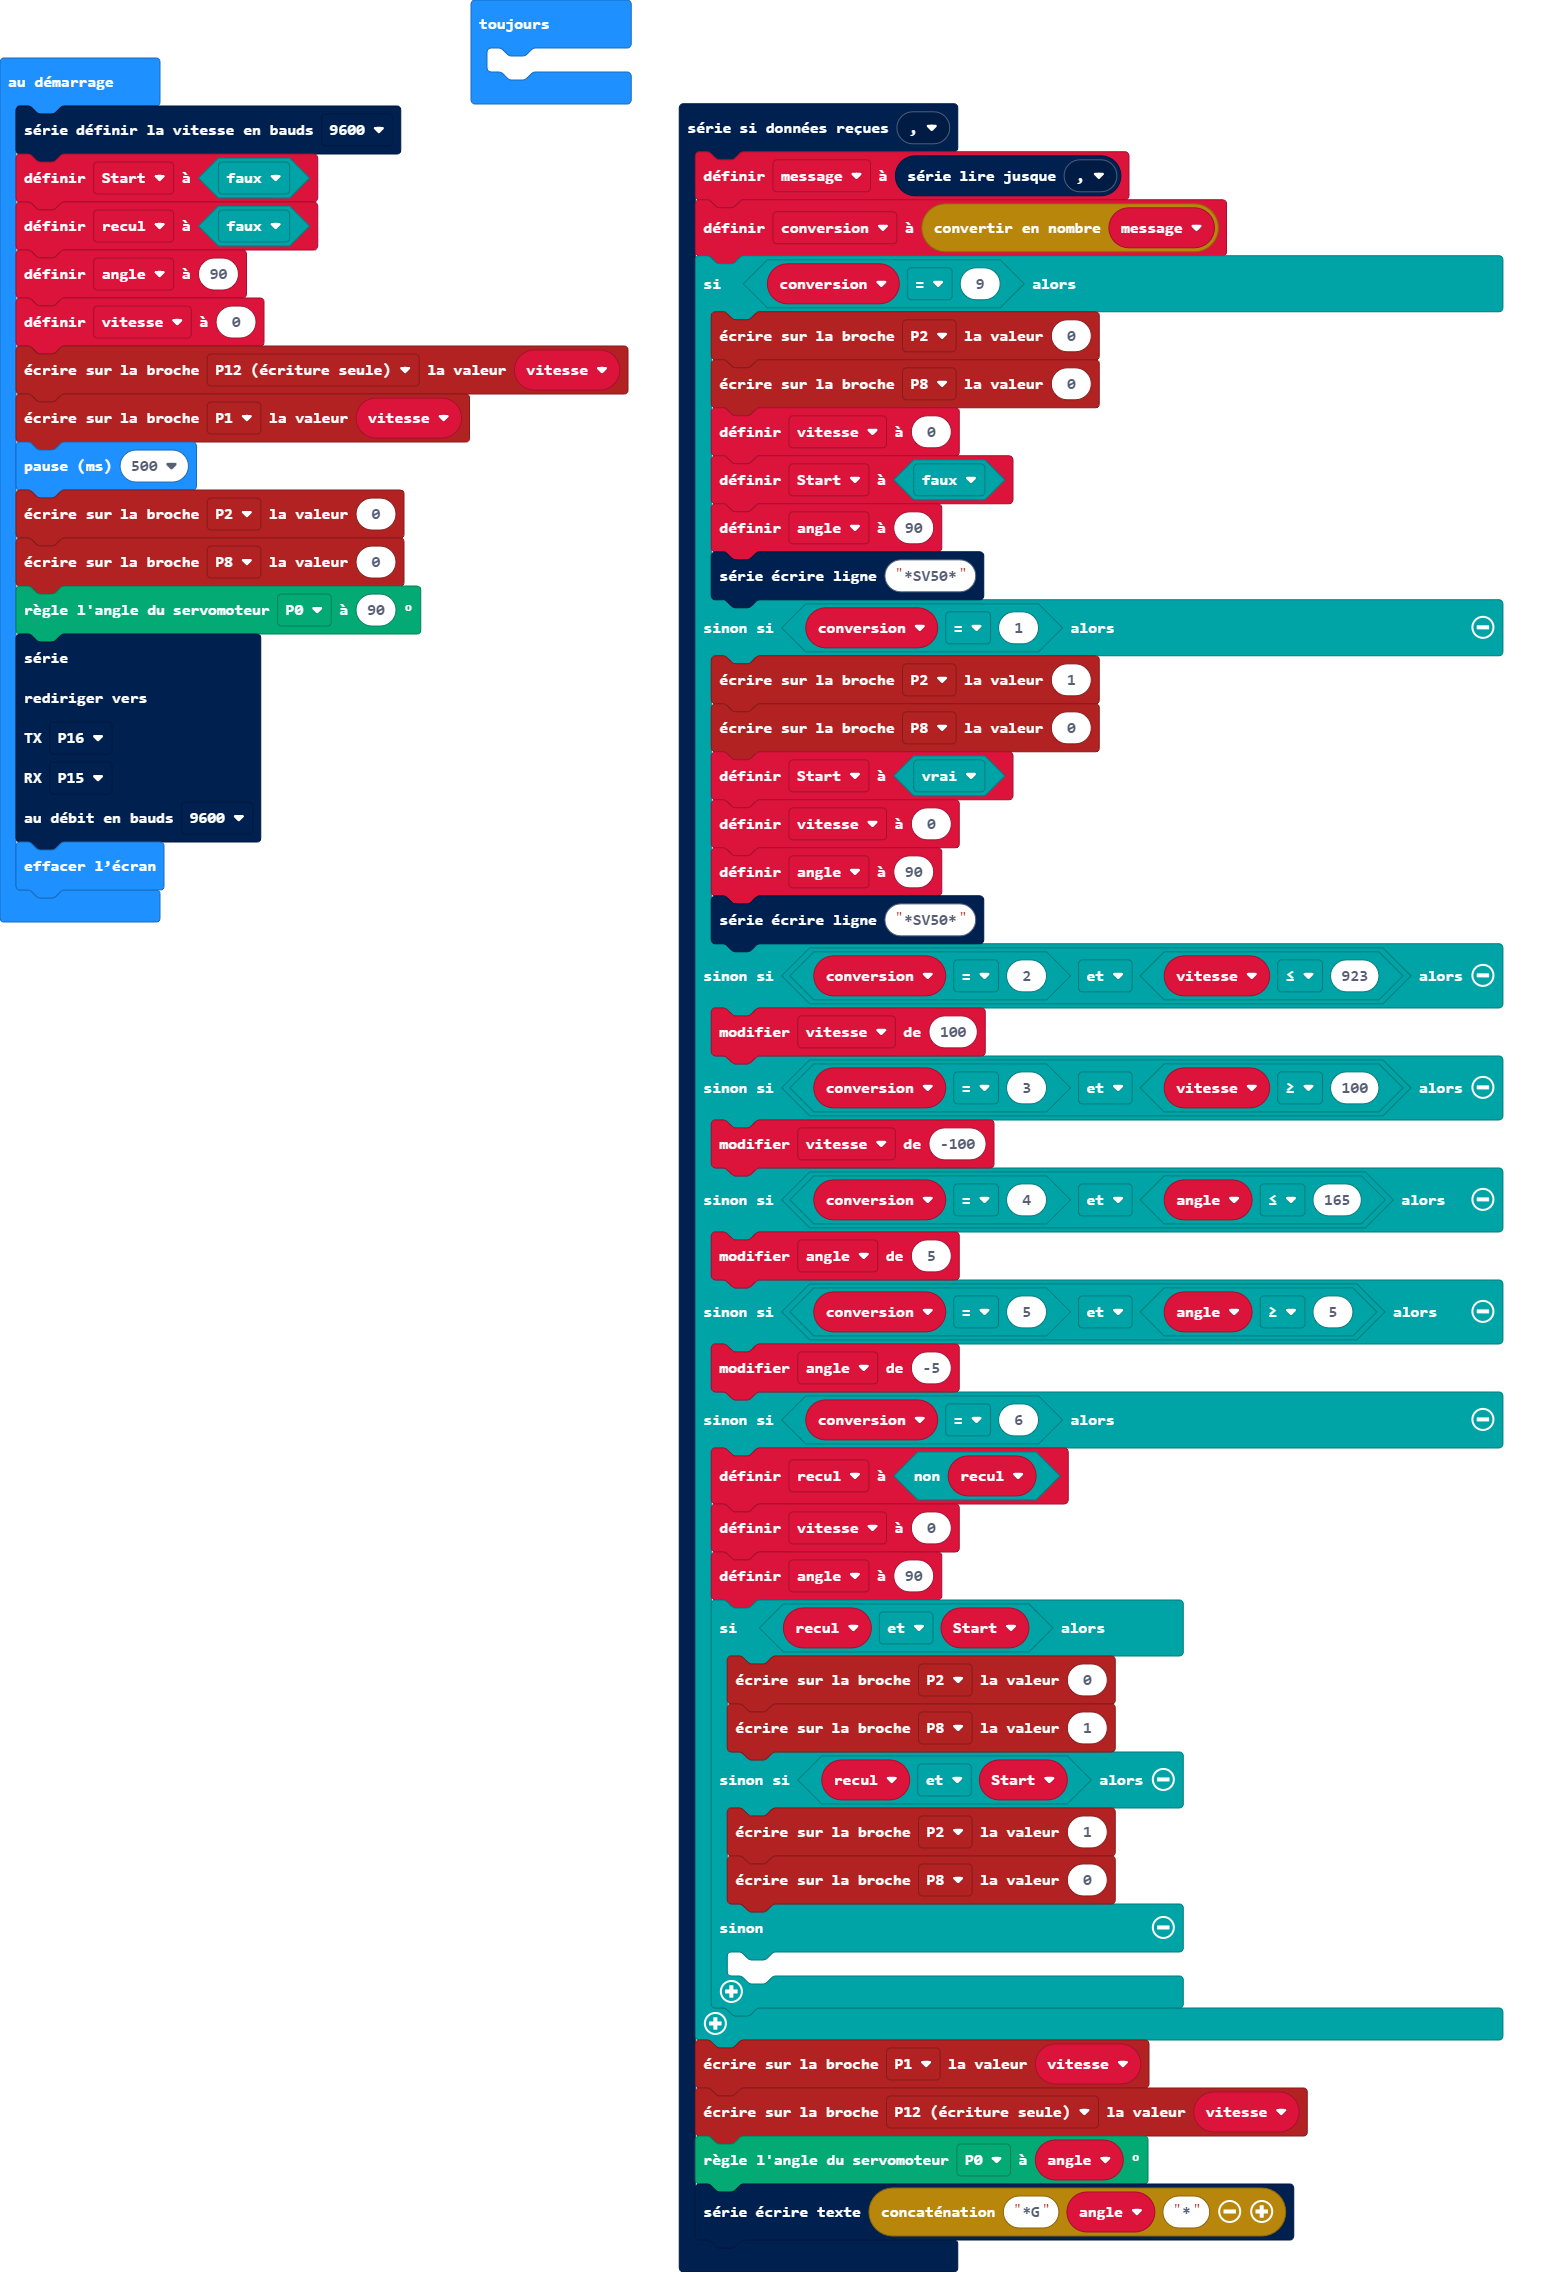 toujours
au démarrage
série définir la vitesse en bauds 9600
définir Start à faux
définir recul à faux
définir angle à 90
définir vitesse à 0
écrire sur la broche P12 (écriture seule) la valeur vitesse
écrire sur la broche P1 la valeur vitesse
pause (ms) 500
écrire sur la broche P2 la valeur 0
écrire sur la broche P8 la valeur 0
règle l'angle du servomoteur P0 à 90 °
série
rediriger vers
TX P16
RX P15
au débit en bauds 9600
effacer l’écran
série si données reçues ,
définir message à série lire jusque ,
définir conversion à convertir en nombre message
si conversion = 9 alors
écrire sur la broche P2 la valeur 0
écrire sur la broche P8 la valeur 0
définir vitesse à 0
définir Start à faux
définir angle à 90
série écrire ligne "*SV50*"
sinon si conversion = 1 alors
écrire sur la broche P2 la valeur 1
écrire sur la broche P8 la valeur 0
définir Start à vrai
définir vitesse à 0
définir angle à 90
série écrire ligne "*SV50*"
sinon si conversion = 2 et vitesse ≤ 923 alors
modifier vitesse de 100
sinon si conversion = 3 et vitesse ≥ 100 alors
modifier vitesse de -100
sinon si conversion = 4 et angle ≤ 165 alors
modifier angle de 5
sinon si conversion = 5 et angle ≥ 5 alors
modifier angle de -5
sinon si conversion = 6 alors
définir recul à non recul
définir vitesse à 0
définir angle à 90
si recul et Start alors
écrire sur la broche P2 la valeur 0
écrire sur la broche P8 la valeur 1
sinon si recul et Start alors
écrire sur la broche P2 la valeur 1
écrire sur la broche P8 la valeur 0
sinon
écrire sur la broche P1 la valeur vitesse
écrire sur la broche P12 (écriture seule) la valeur vitesse
règle l'angle du servomoteur P0 à angle °
série écrire texte concaténation "*G" angle "*"